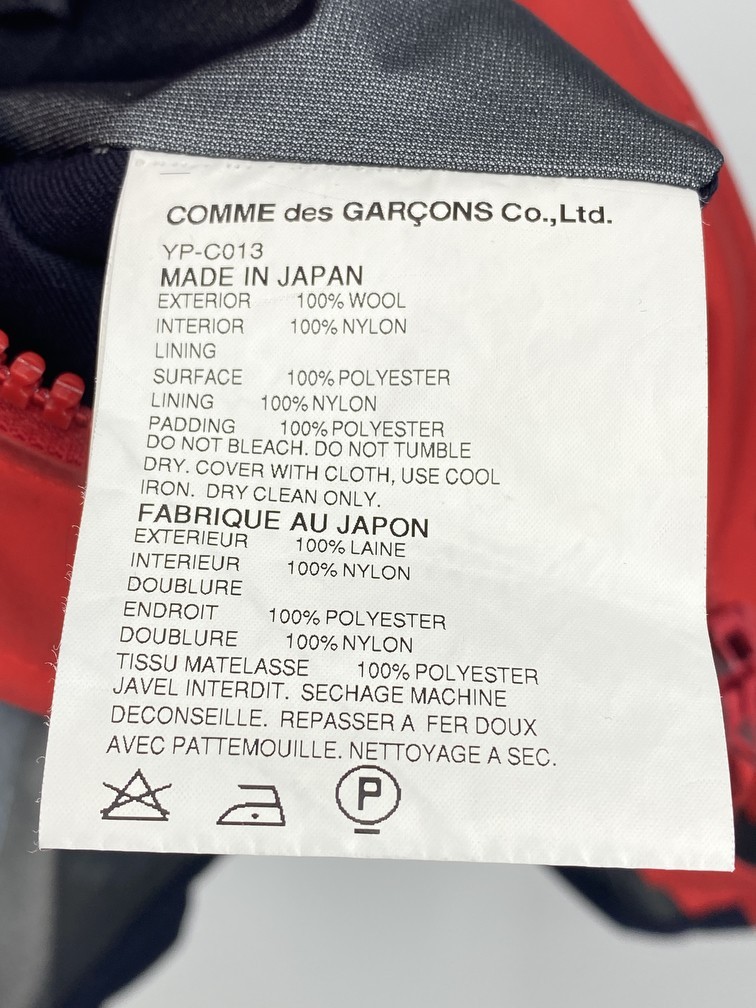 COMME des GARÇONS Co.,Ltd.
YP-C013
MADE IN JAPAN
EXTERIOR 100% WOOL
INTERIOR 100% NYLON
LINING
SURFACE 100% POLYESTER
LINING 100% NYLON
PADDING 100% POLYESTER
DO NOT BLEACH. DO NOT TUMBLE
DRY. COVER WITH CLOTH, USE COOL
IRON. DRY CLEAN ONLY.
FABRIQUE AU JAPON
EXTERIEUR 100% LAINE
INTERIEUR 100% NYLON
DOUBLURE
ENDROIT 100% POLYESTER
DOUBLURE 100% NYLON
TISSU MATELASSE 100% POLYESTER
JAVEL INTERDIT. SECHAGE MACHINE
DECONSEILLE. REPASSER A FER DOUX
AVEC PATTEMOUILLE. NETTOYAGE A SEC.
P